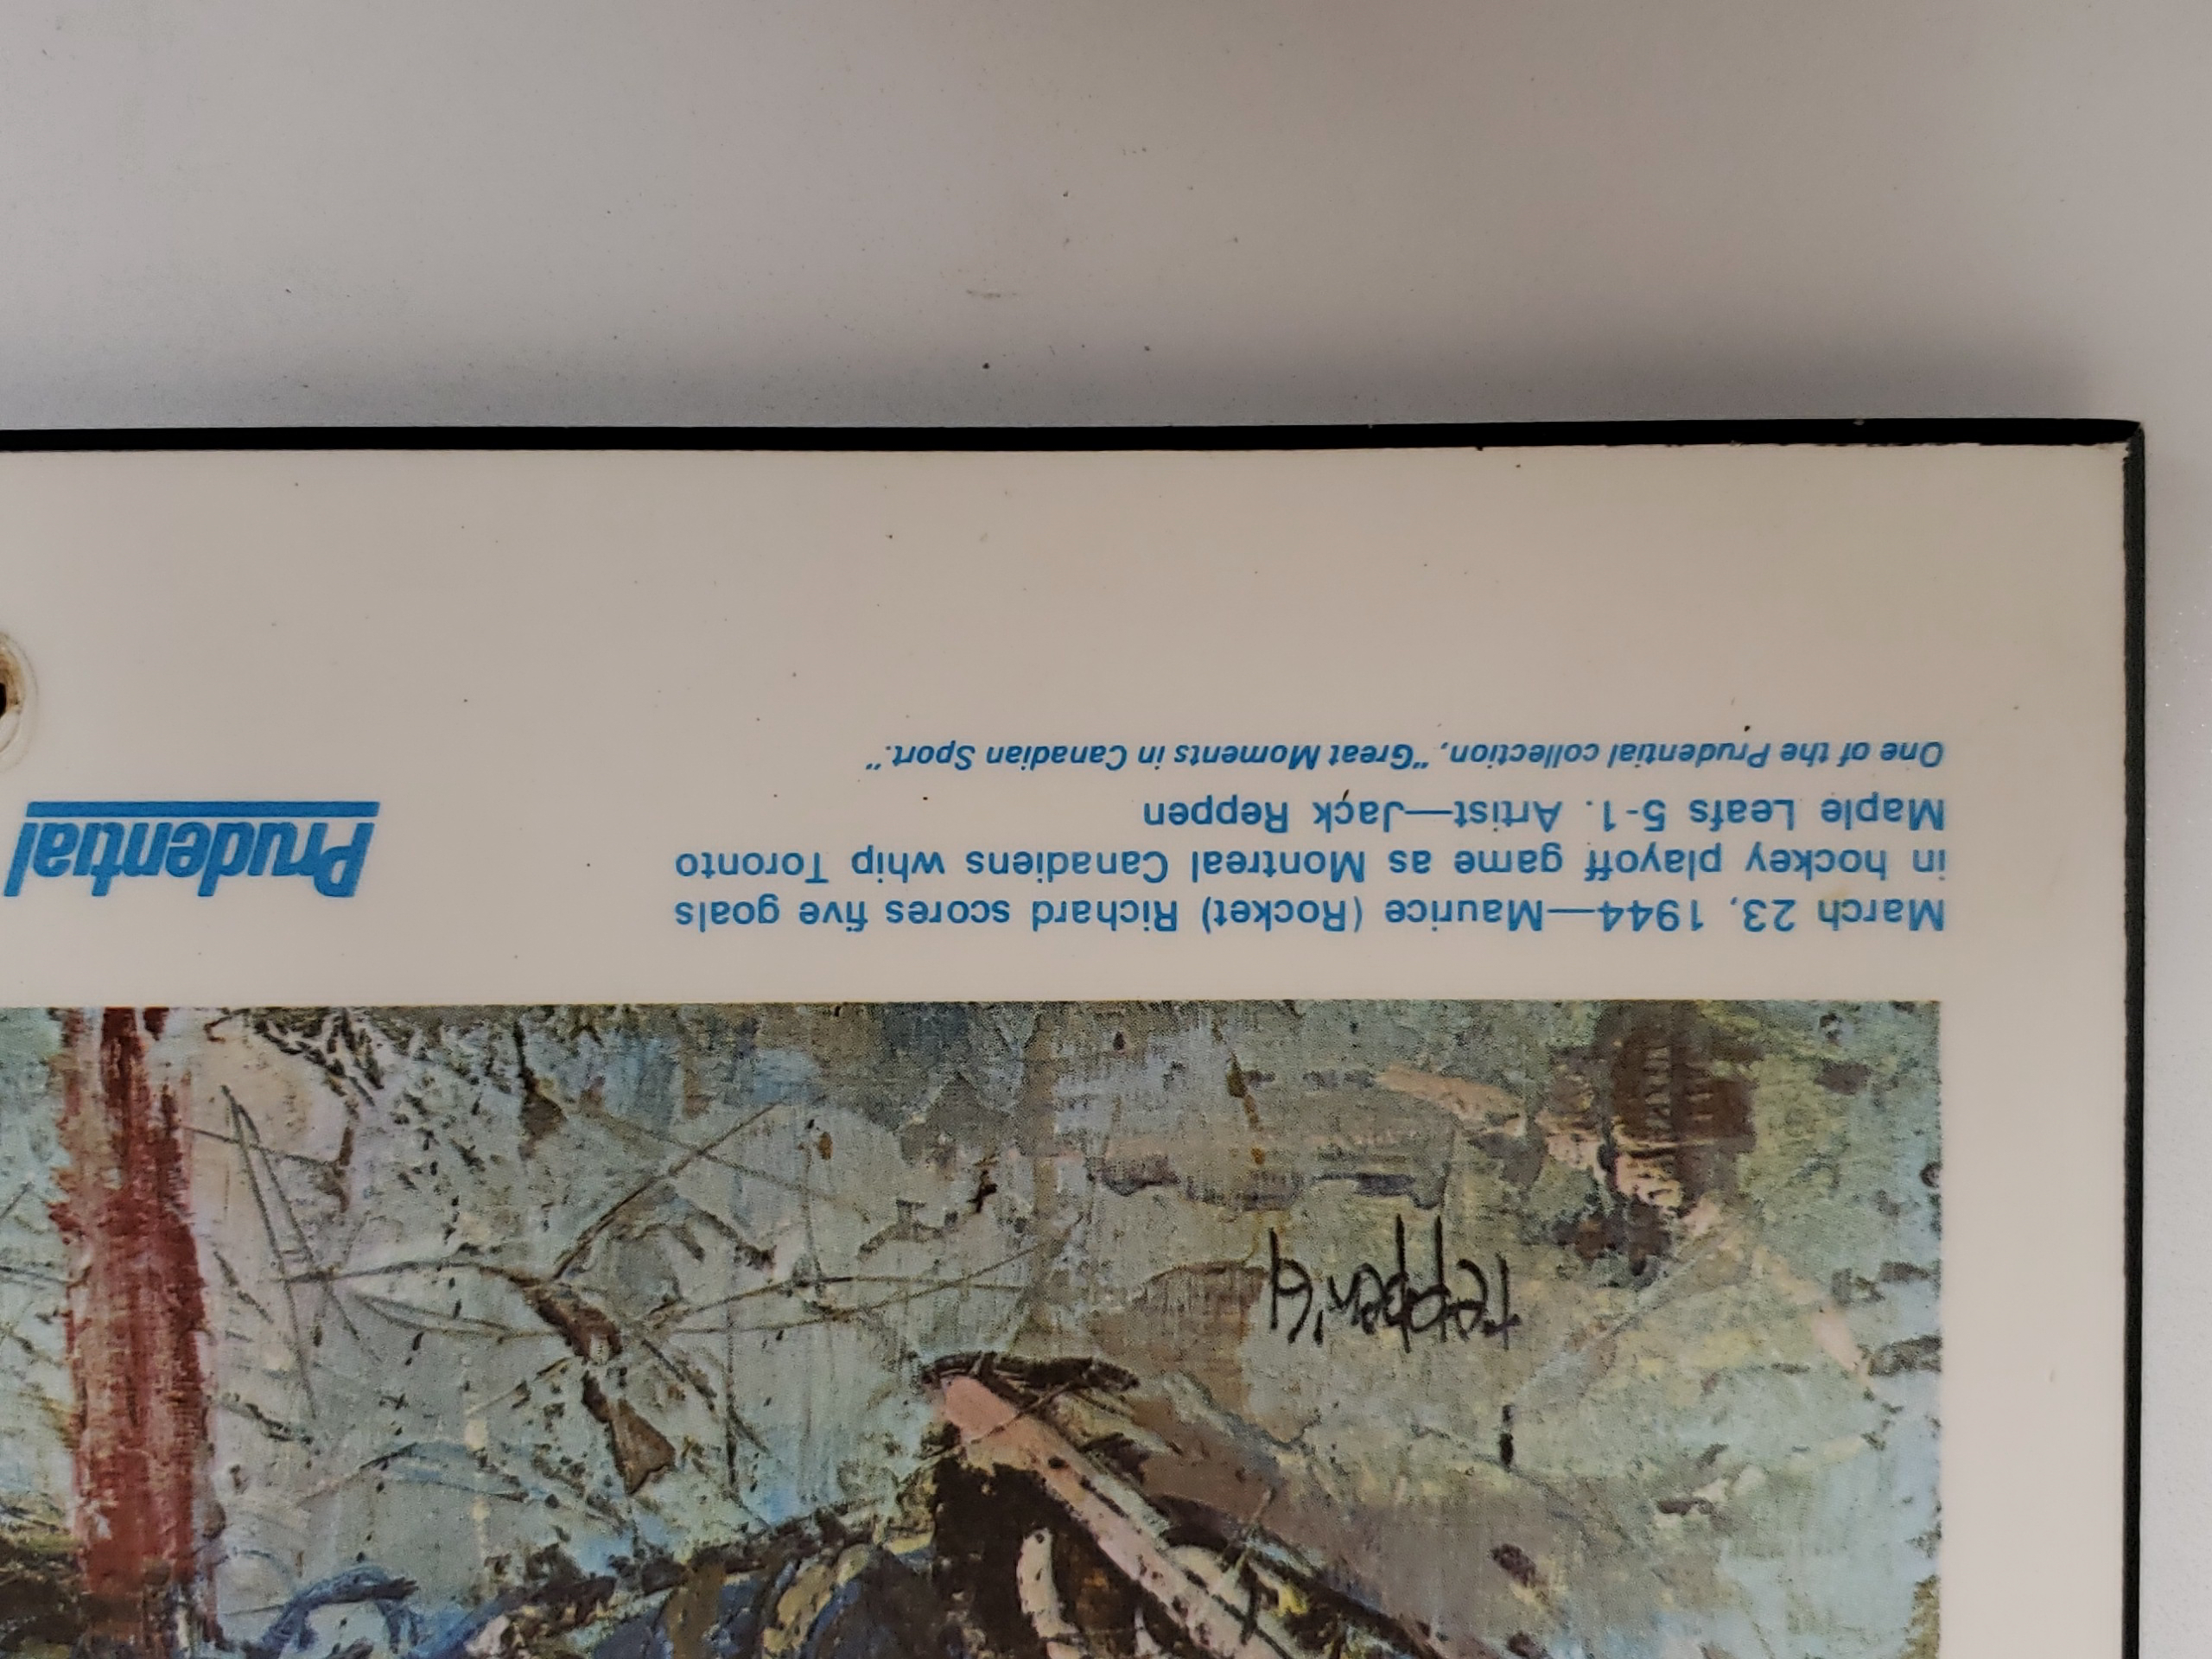 reppen '61
March 23, 1944—Maurice (Rocket) Richard scores five goals
in hockey playoff game as Montreal Canadiens whip Toronto
Maple Leafs 5-1. Artist—Jack Reppen
One of the Prudential collection, "Great Moments in Canadian Sport."
Prudential